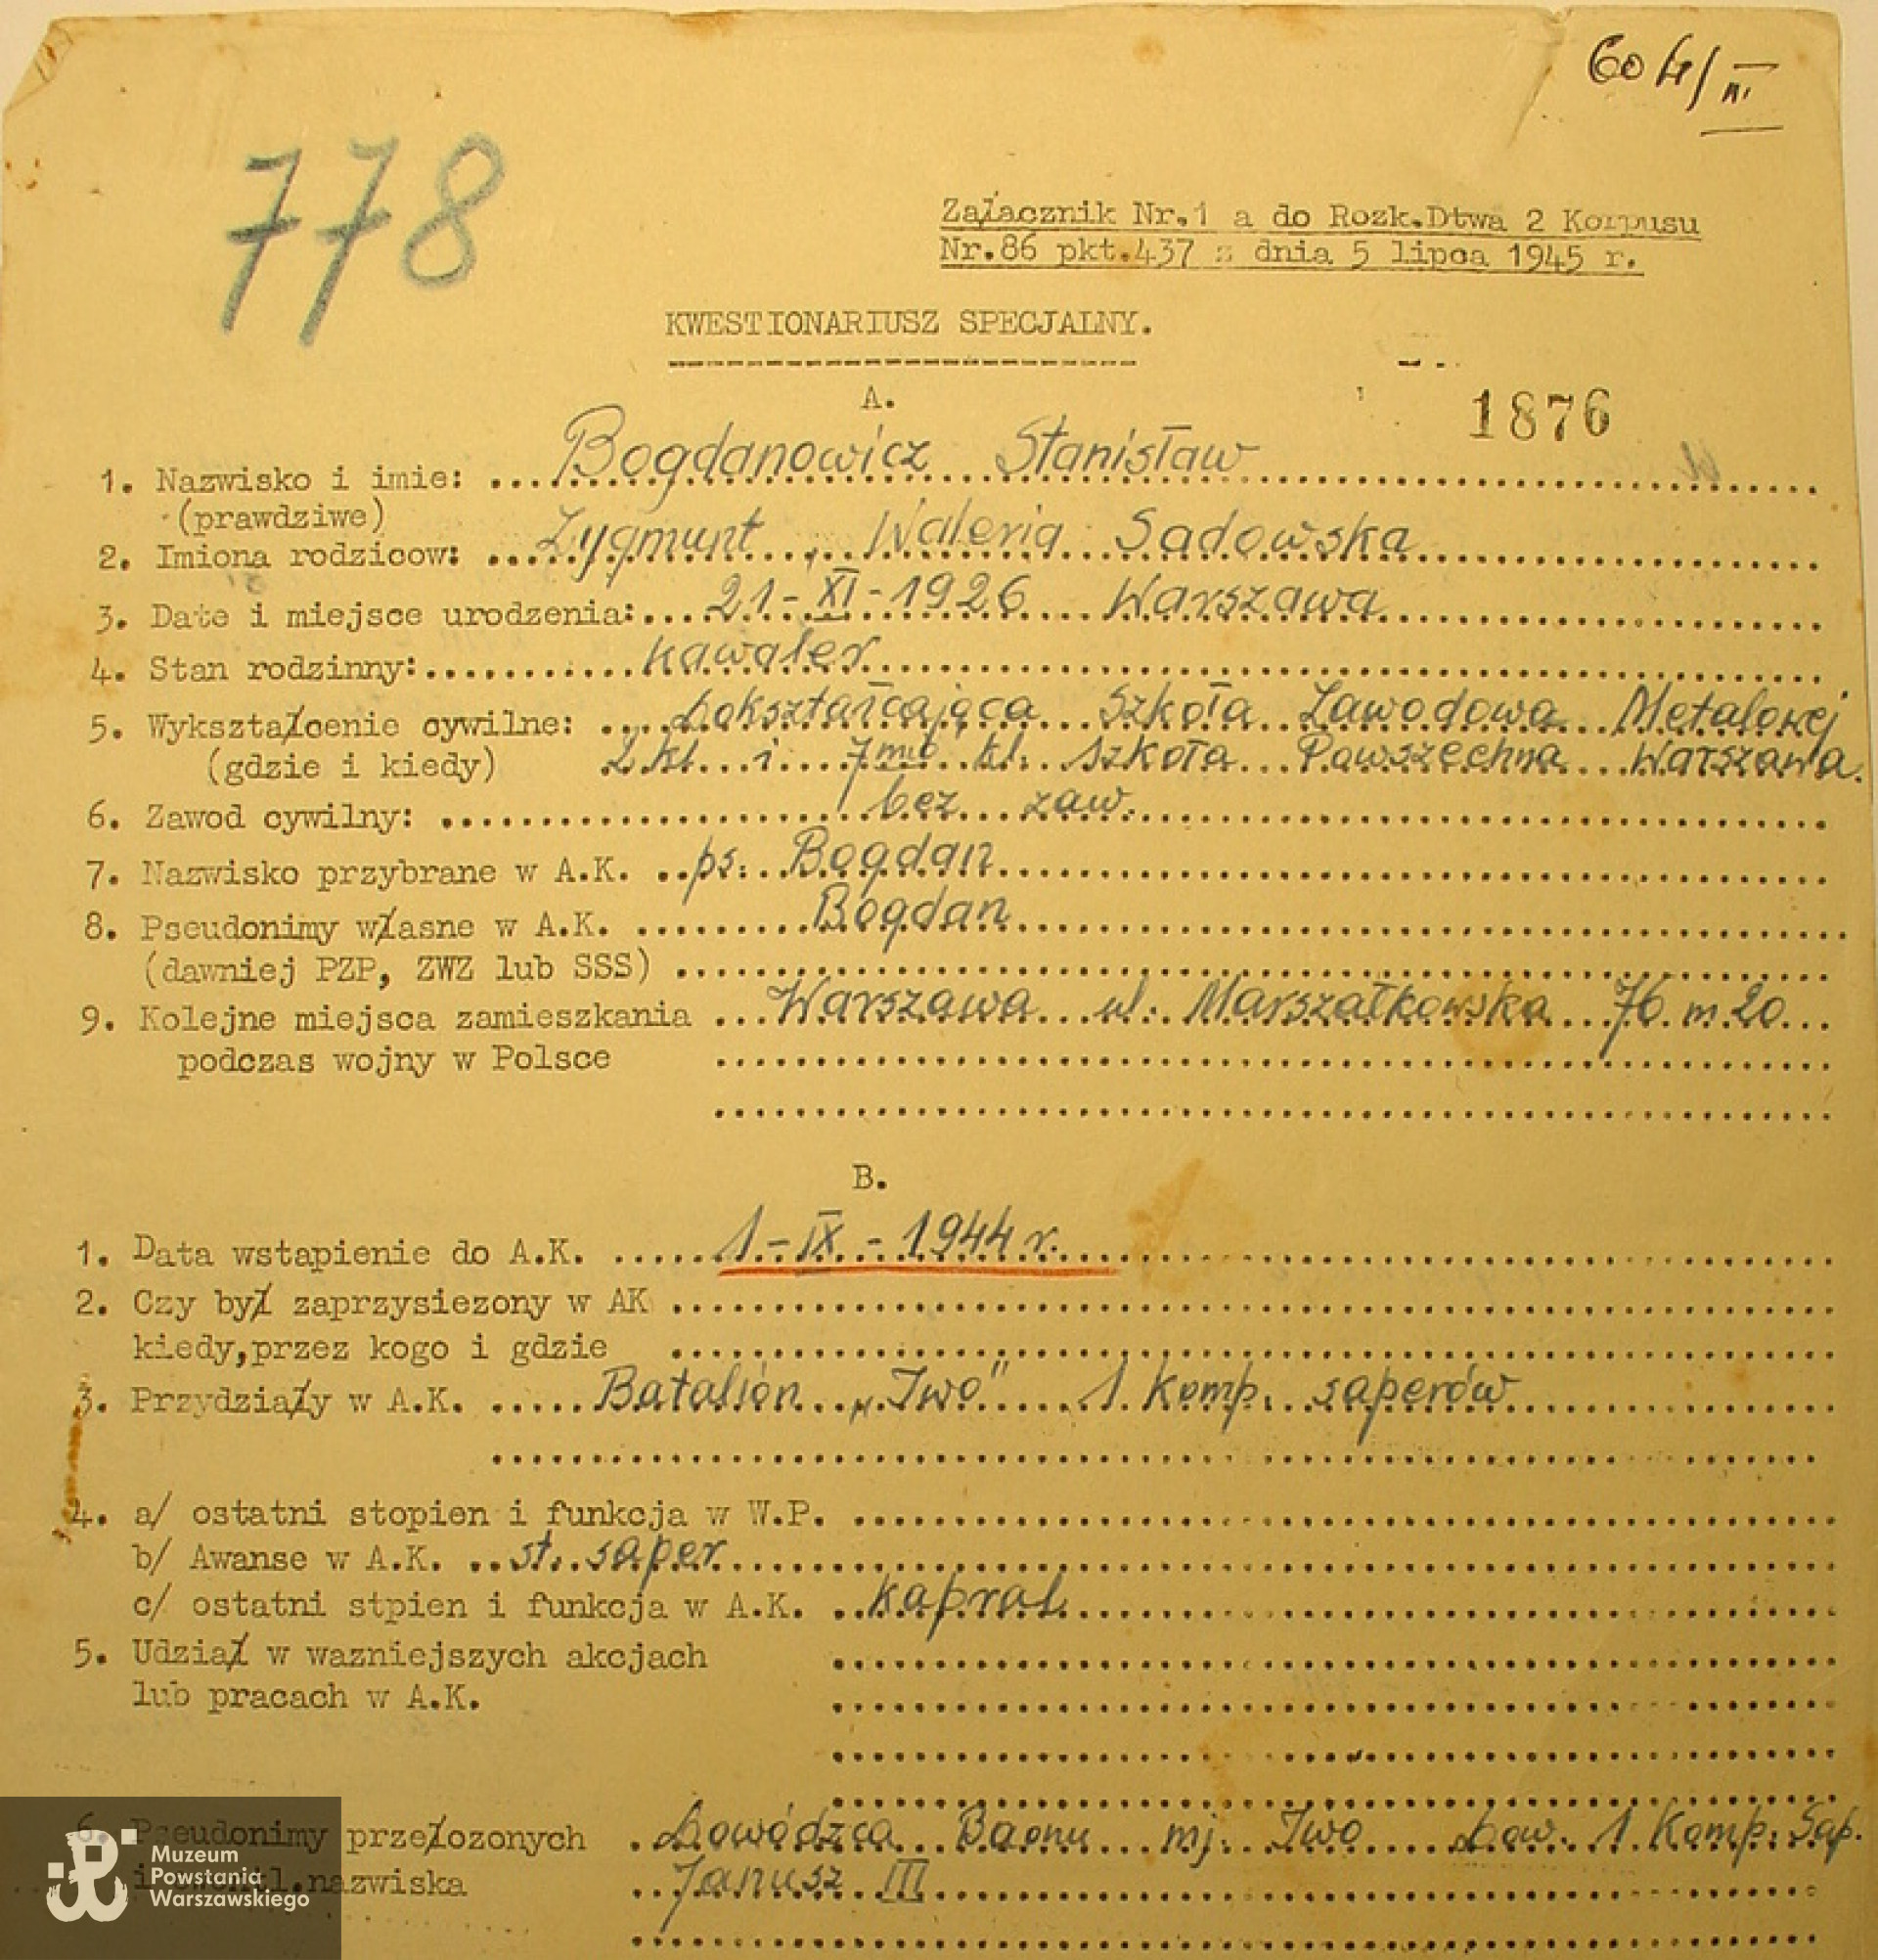 604/III
778
Załacznik Nr.1 a do Rozk.Dtwa 2 Korpusu
Nr.86 pkt.437 z dnia 5 lipca 1945 r.
KWESTIONARIUSZ SPECJALNY.
A.
1876
1. Nazwisko i imie: Bogdanowicz Stanisław
(prawdziwe)
2. Imiona rodzicow: Zygmunt, Waleria Sadowska
3. Date i miejsce urodzenia: 21-XI-1926 Warszawa
4. Stan rodzinny: kawaler
5. Wykształcenie cywilne: Dokształcająca Szkoła Zawodowa Metalowej
(gdzie i kiedy) 2 kl. i 7mio kl. szkoła Powszechna Warszawa.
6. Zawod cywilny: bez zaw.
7. Nazwisko przybrane w A.K. ps. Bogdan
8. Pseudonimy własne w A.K. Bogdan
(dawniej PZP, ZWZ lub SSS)
9. Kolejne miejsca zamieszkania Warszawa ul. Marszałkowska 76 m 20
podczas wojny w Polsce
B.
1. Data wstapienie do A.K. 1-IX-1944 r.
2. Czy był zaprzysiezony w AK
kiedy,przez kogo i gdzie
3. Przydziały w A.K. Batalion „Iwo" 1. komp. saperów
4. a/ ostatni stopien i funkcja w W.P.
b/ Awanse w A.K. st. saper
c/ ostatni stpien i funkcja w A.K. kapral
5. Udział w wazniejszych akcjach
lub pracach w A.K.
6. Pseudonimy przełozonych Dowódzca Baonu mj. Iwo Dow. 1. Komp. Sap.
nazwiska Janusz III
Muzeum
Powstania
Warszawskiego